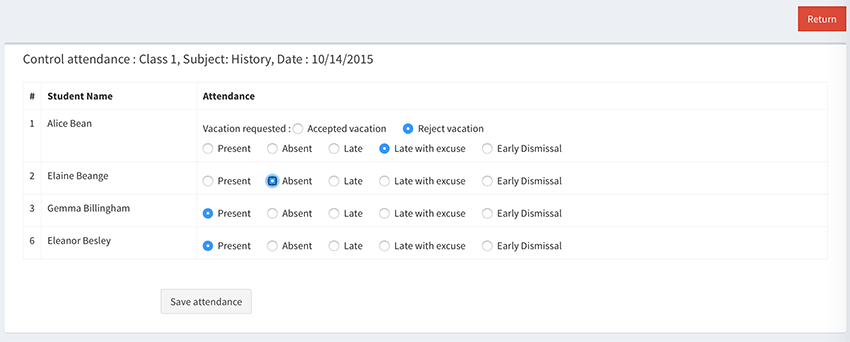 Return
Control attendance : Class 1, Subject: History, Date : 10/14/2015
# Student Name Attendance
1 Alice Bean Vacation requested : Accepted vacation Reject vacation
Present Absent Late Late with excuse Early Dismissal
2 Elaine Beange Present Absent Late Late with excuse Early Dismissal
3 Gemma Billingham Present Absent Late Late with excuse Early Dismissal
6 Eleanor Besley Present Absent Late Late with excuse Early Dismissal
Save attendance